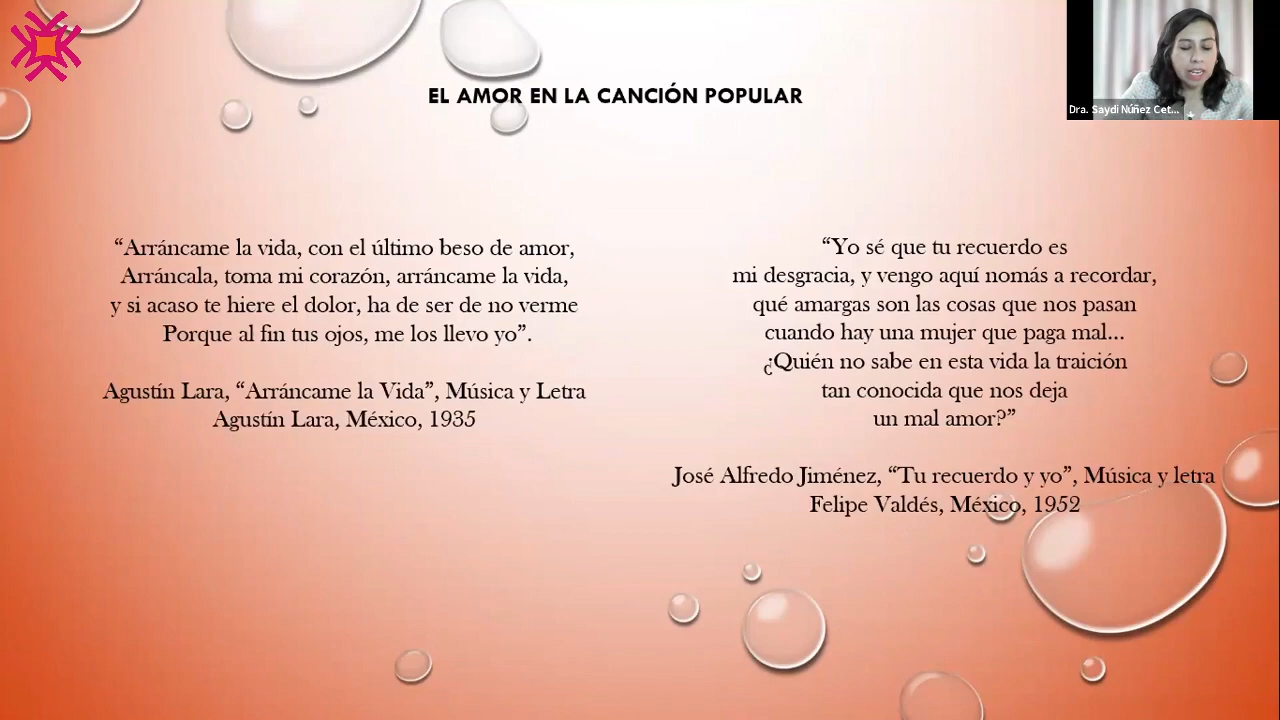 EL AMOR EN LA CANCIÓN POPULAR
Dra. Saydi Núñez Cet...
“Arráncame la vida, con el último beso de amor,
Arráncala, toma mi corazón, arráncame la vida,
y si acaso te hiere el dolor, ha de ser de no verme
Porque al fin tus ojos, me los llevo yo”.
Agustín Lara, “Arráncame la Vida”, Música y Letra
Agustín Lara, México, 1935
“Yo sé que tu recuerdo es
mi desgracia, y vengo aquí nomás a recordar,
qué amargas son las cosas que nos pasan
cuando hay una mujer que paga mal...
¿Quién no sabe en esta vida la traición
tan conocida que nos deja
un mal amor?”
José Alfredo Jiménez, “Tu recuerdo y yo”, Música y letra
Felipe Valdés, México, 1952